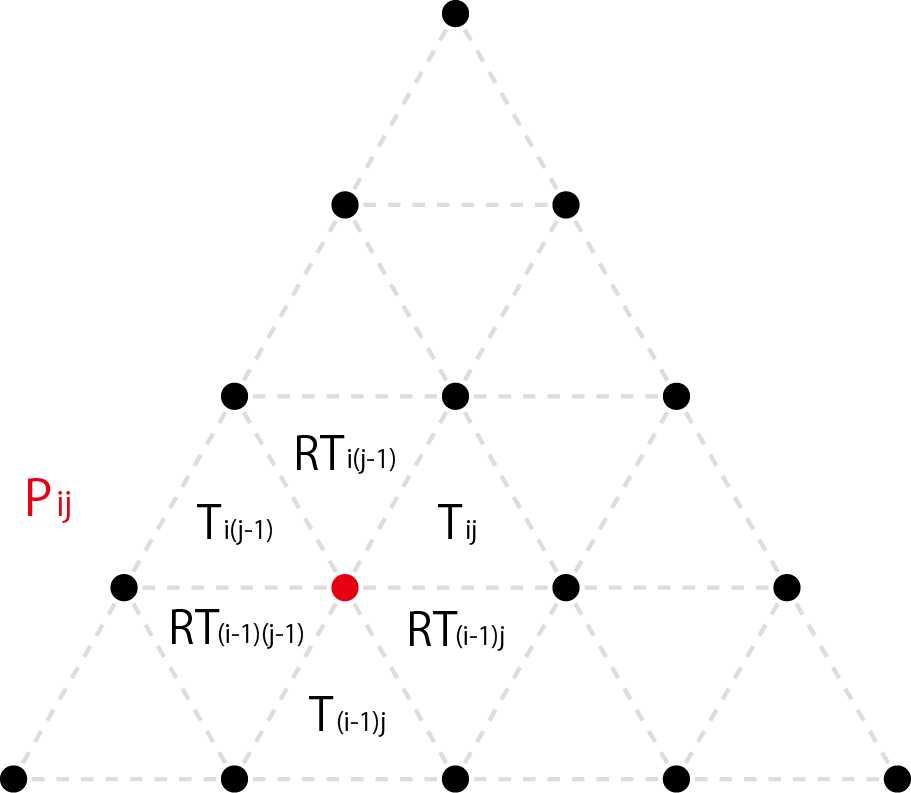 RTi(j-1)
Pij
Ti(j-1)
Tij
RT(i-1)(j-1)
RT(i-1)j
T(i-1)j